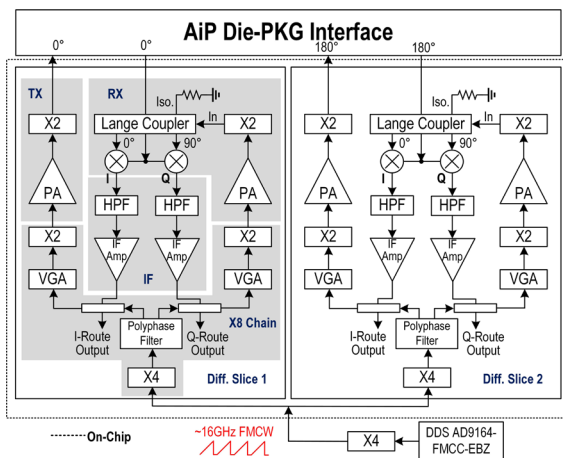 AiP Die-PKG Interface
0° 0° 180° 180°
TX RX
Iso. Iso.
X2 Lange Coupler In X2 X2 Lange Coupler In X2
0° 90° 0° 90°
I Q I Q
PA HPF HPF PA PA HPF HPF PA
X2 IF Amp. IF Amp. X2 X2 IF Amp. IF Amp. X2
VGA IF VGA VGA VGA
X8 Chain
I-Route Output Polyphase Filter Q-Route Output I-Route Output Polyphase Filter Q-Route Output
X4 Diff. Slice 1 Diff. Slice 2 X4
On-Chip
~16GHz FMCW
X4
DDS AD9164-
FMCC-EBZ